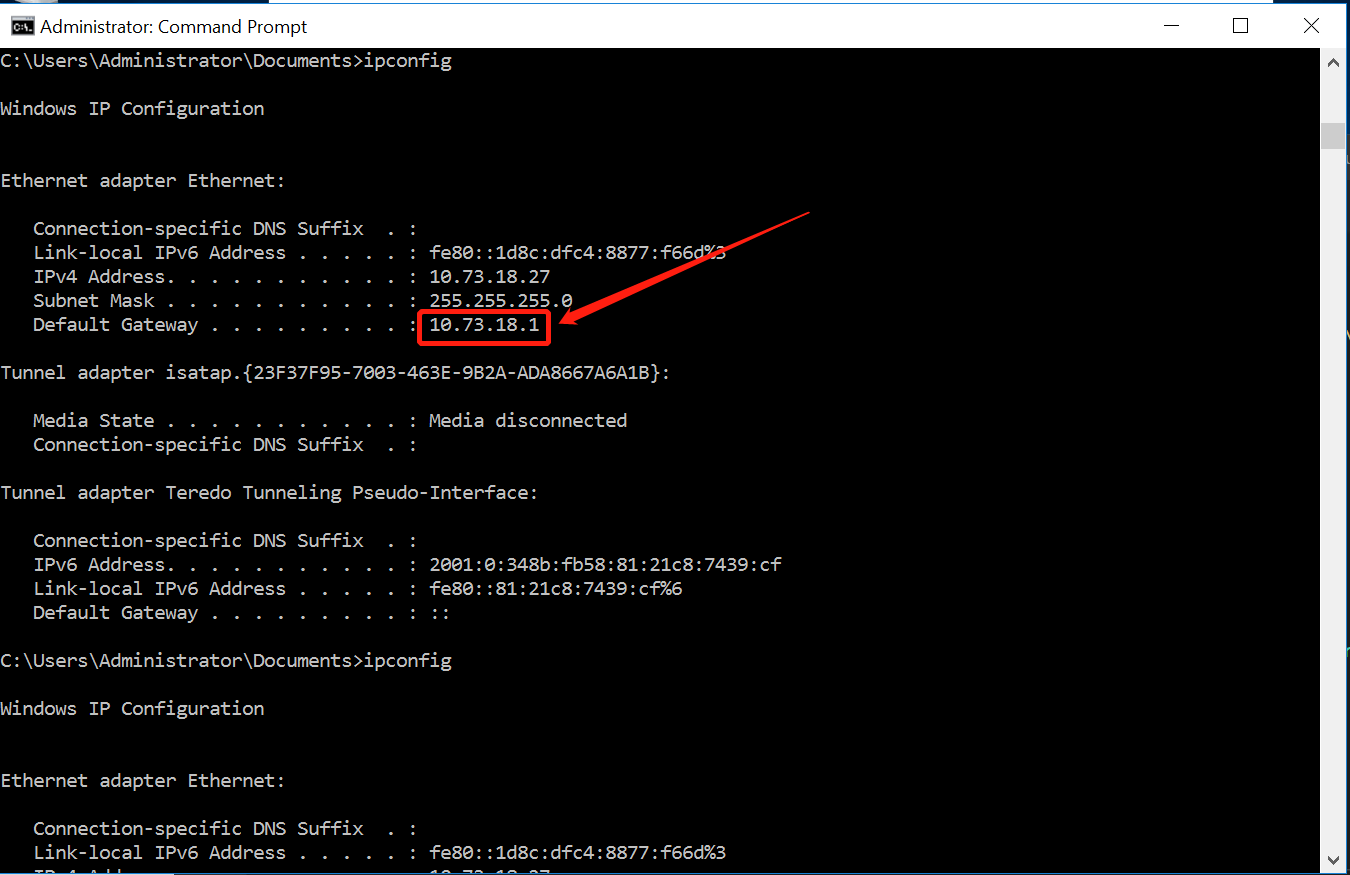 Administrator: Command Prompt
C:\Users\Administrator\Documents>ipconfig
Windows IP Configuration
Ethernet adapter Ethernet:
Connection-specific DNS Suffix  . :
Link-local IPv6 Address . . . . . : fe80::1d8c:dfc4:8877:f66d%3
IPv4 Address. . . . . . . . . . . : 10.73.18.27
Subnet Mask . . . . . . . . . . . : 255.255.255.0
Default Gateway . . . . . . . . . : 10.73.18.1
Tunnel adapter isatap.{23F37F95-7003-463E-9B2A-ADA8667A6A1B}:
Media State . . . . . . . . . . . : Media disconnected
Connection-specific DNS Suffix  . :
Tunnel adapter Teredo Tunneling Pseudo-Interface:
Connection-specific DNS Suffix  . :
IPv6 Address. . . . . . . . . . . : 2001:0:348b:fb58:81:21c8:7439:cf
Link-local IPv6 Address . . . . . : fe80::81:21c8:7439:cf%6
Default Gateway . . . . . . . . . : ::
C:\Users\Administrator\Documents>ipconfig
Windows IP Configuration
Ethernet adapter Ethernet:
Connection-specific DNS Suffix  . :
Link-local IPv6 Address . . . . . : fe80::1d8c:dfc4:8877:f66d%3